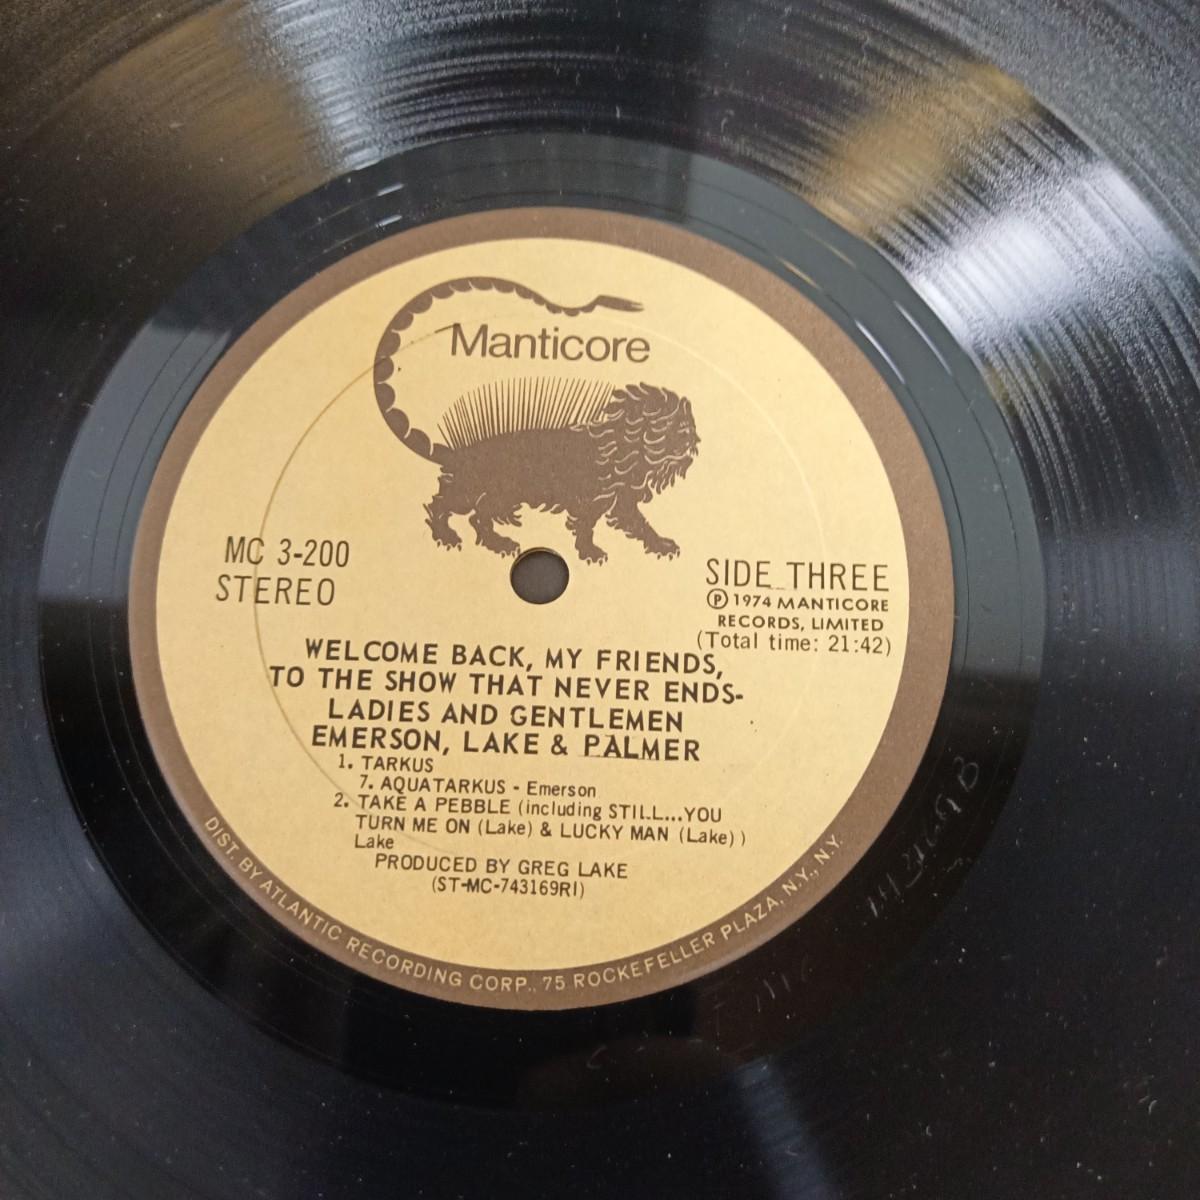 Manticore
MC 3-200
STEREO
SIDE THREE
Ⓟ 1974 MANTICORE
RECORDS, LIMITED
(Total time: 21:42)
WELCOME BACK, MY FRIENDS,
TO THE SHOW THAT NEVER ENDS-
LADIES AND GENTLEMEN
EMERSON, LAKE & PALMER
1. TARKUS
7. AQUATARKUS - Emerson
2. TAKE A PEBBLE (including STILL...YOU
TURN ME ON (Lake) & LUCKY MAN (Lake) )
Lake
PRODUCED BY GREG LAKE
(ST-MC-743169RI)
DIST. BY ATLANTIC RECORDING CORP., 75 ROCKEFELLER PLAZA, N.Y., N.Y.